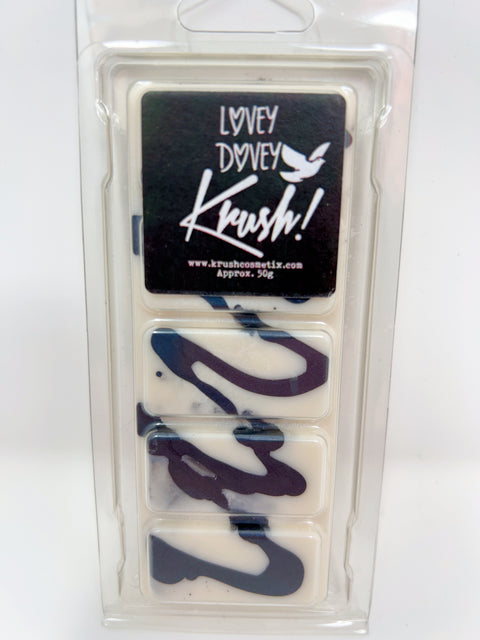 LOVEY
DOVEY
Krush!
www.krushcosmetix.com
Approx. 50g